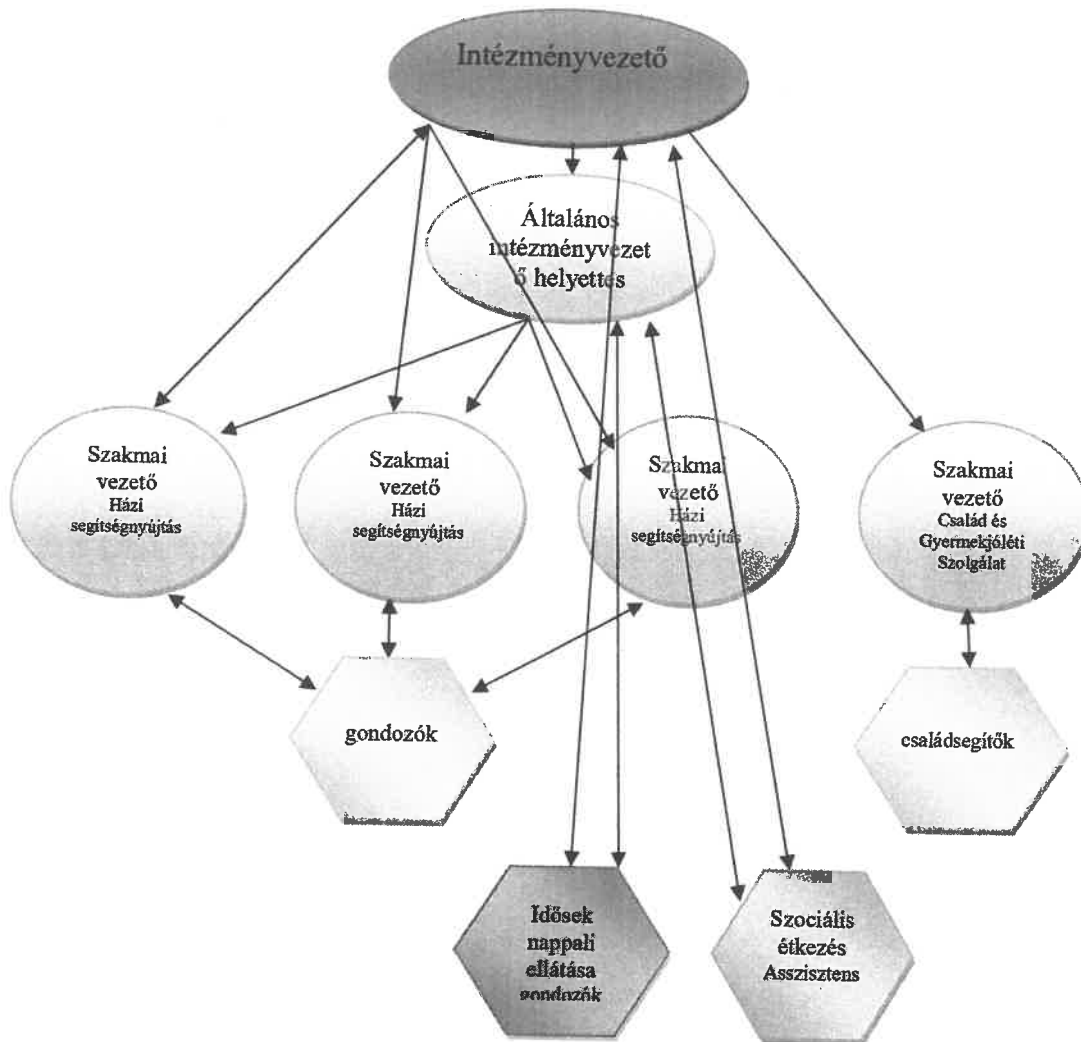 Intézményvezető
Általános
intézményvezet
ő helyettes
Szakmai
vezető
Házi
segítségnyújtás
Szakmai
vezető
Házi
segítségnyújtás
Szakmai
vezető
Házi
segítségnyújtás
Szakmai
vezető
Család és
Gyermekjóléti
Szolgálat
gondozók
családsegítők
Idősek
nappali
ellátása
gondozók
Szociális
étkezés
Asszisztens